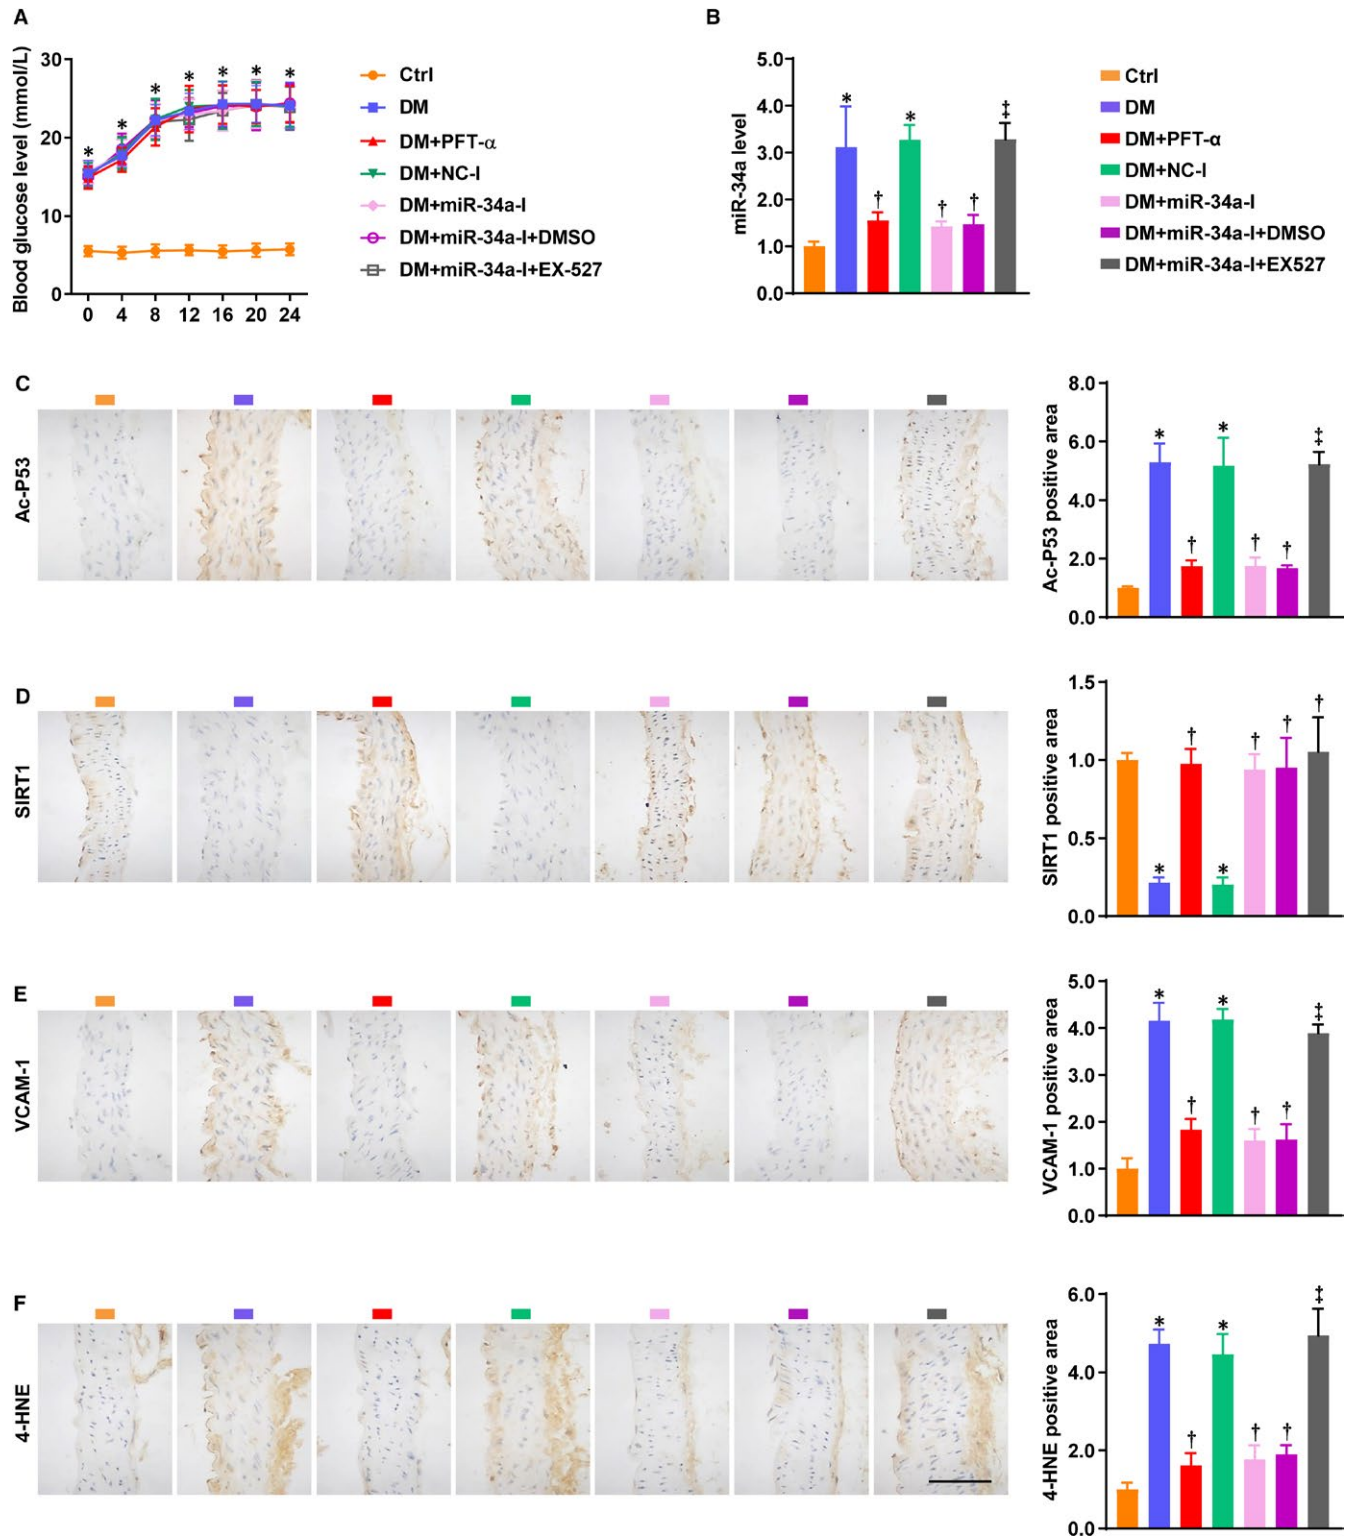 A
Blood glucose level (mmol/L)
30
20
10
0
0 4 8 12 16 20 24
* * * * * * *
Ctrl
DM
DM+PFT-α
DM+NC-I
DM+miR-34a-I
DM+miR-34a-I+DMSO
DM+miR-34a-I+EX-527
B
miR-34a level
5.0
4.0
3.0
2.0
1.0
0.0
* † * † † ‡
Ctrl
DM
DM+PFT-α
DM+NC-I
DM+miR-34a-I
DM+miR-34a-I+DMSO
DM+miR-34a-I+EX527
C
Ac-P53
Ac-P53 positive area
8.0
6.0
4.0
2.0
0.0
* † * † † ‡
D
SIRT1
SIRT1 positive area
1.5
1.0
0.5
0.0
* † * † † †
E
VCAM-1
VCAM-1 positive area
5.0
4.0
3.0
2.0
1.0
0.0
* † * † † ‡
F
4-HNE
4-HNE positive area
6.0
4.0
2.0
0.0
* † * † † ‡